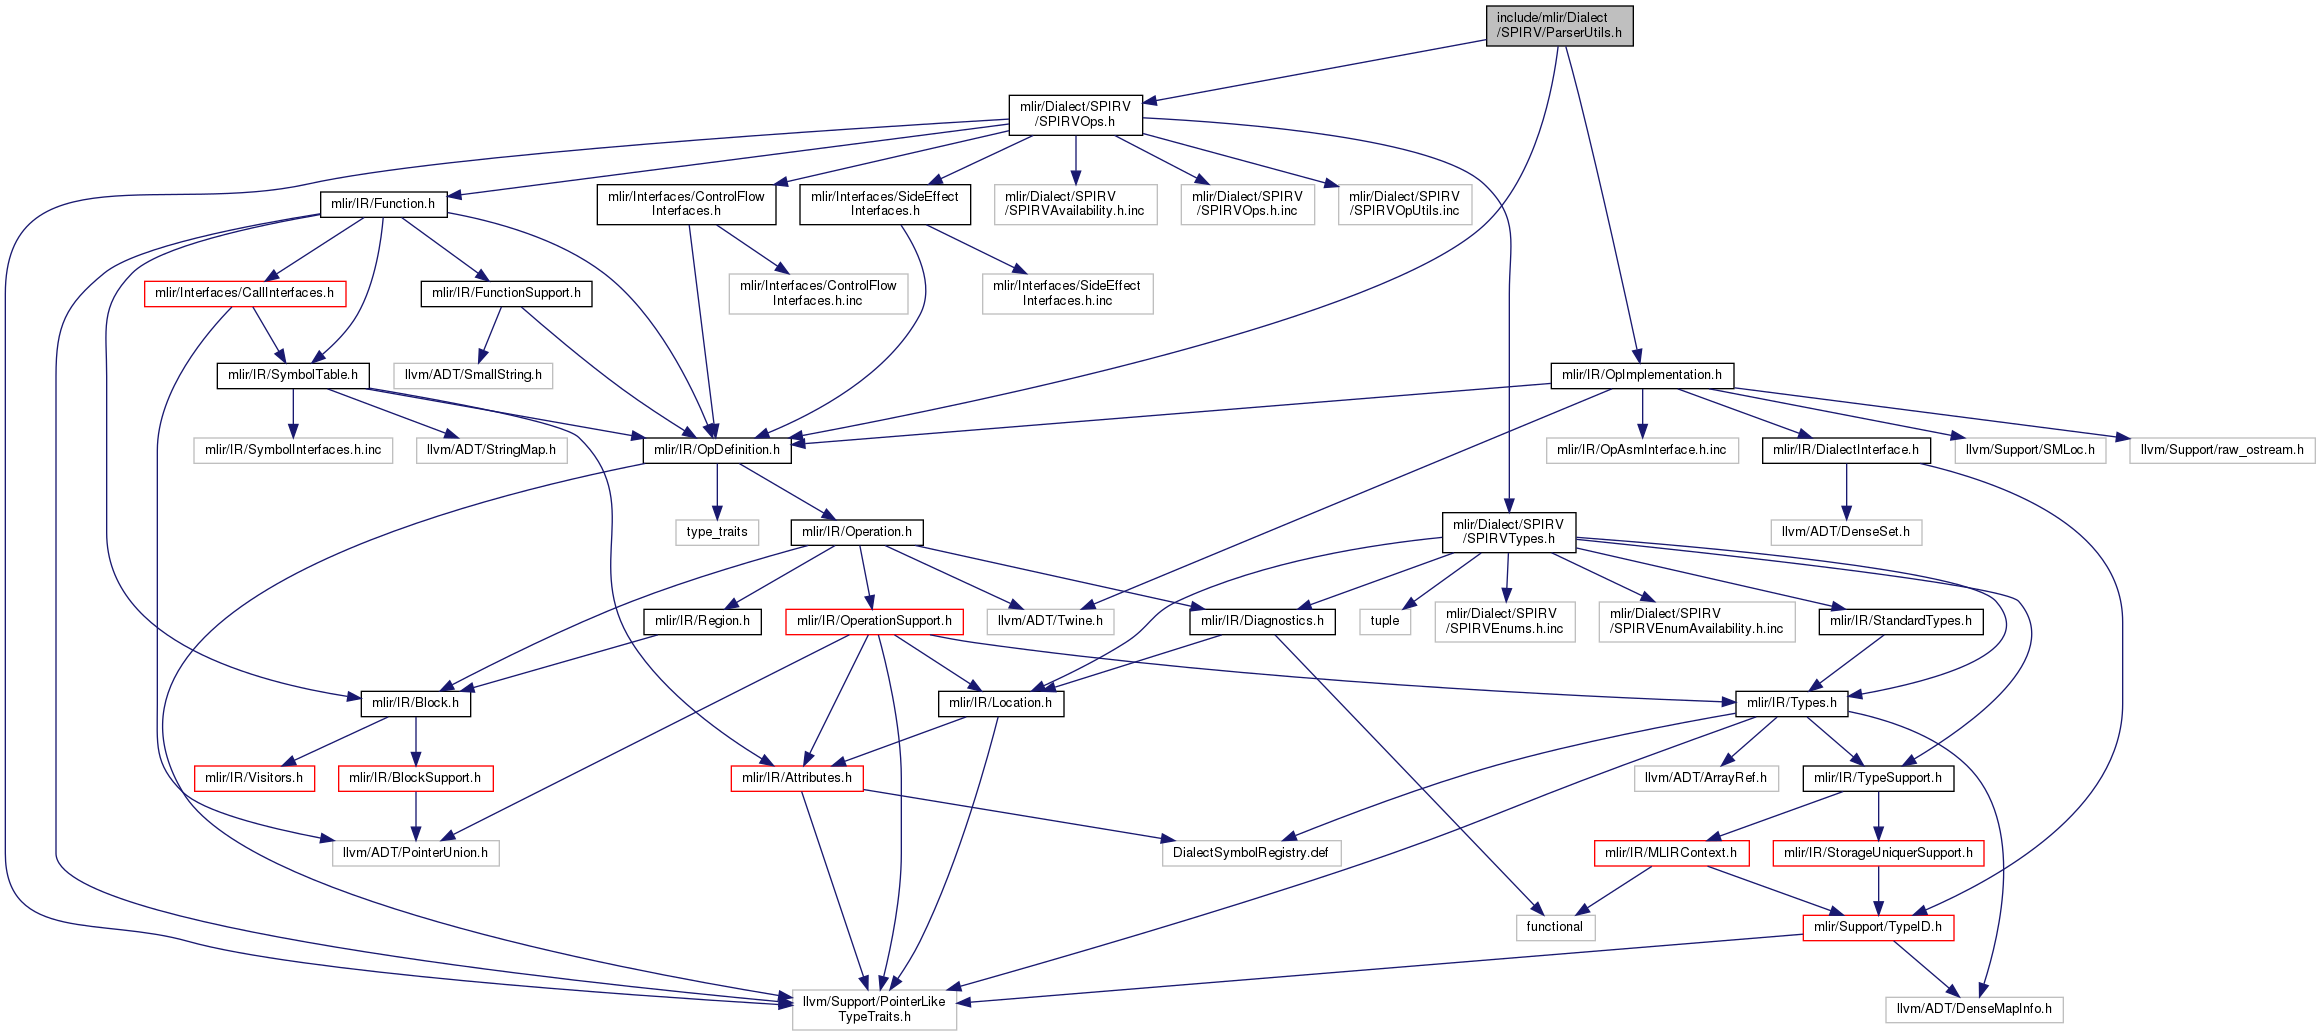 include/mlir/Dialect
/SPIRV/ParserUtils.h
mlir/Dialect/SPIRV
/SPIRVOps.h
mlir/IR/Function.h
mlir/Interfaces/ControlFlow
Interfaces.h
mlir/Interfaces/SideEffect
Interfaces.h
mlir/Dialect/SPIRV
/SPIRVAvailability.h.inc
mlir/Dialect/SPIRV
/SPIRVOps.h.inc
mlir/Dialect/SPIRV
/SPIRVOpUtils.inc
mlir/Interfaces/CallInterfaces.h
mlir/IR/FunctionSupport.h
mlir/Interfaces/ControlFlow
Interfaces.h.inc
mlir/Interfaces/SideEffect
Interfaces.h.inc
mlir/IR/SymbolTable.h
llvm/ADT/SmallString.h
mlir/IR/OpImplementation.h
mlir/IR/SymbolInterfaces.h.inc
llvm/ADT/StringMap.h
mlir/IR/OpDefinition.h
mlir/IR/OpAsmInterface.h.inc
mlir/IR/DialectInterface.h
llvm/Support/SMLoc.h
llvm/Support/raw_ostream.h
type_traits
mlir/IR/Operation.h
mlir/Dialect/SPIRV
/SPIRVTypes.h
llvm/ADT/DenseSet.h
mlir/IR/Region.h
mlir/IR/OperationSupport.h
llvm/ADT/Twine.h
mlir/IR/Diagnostics.h
tuple
mlir/Dialect/SPIRV
/SPIRVEnums.h.inc
mlir/Dialect/SPIRV
/SPIRVEnumAvailability.h.inc
mlir/IR/StandardTypes.h
mlir/IR/Block.h
mlir/IR/Location.h
mlir/IR/Types.h
mlir/IR/Visitors.h
mlir/IR/BlockSupport.h
mlir/IR/Attributes.h
llvm/ADT/ArrayRef.h
mlir/IR/TypeSupport.h
llvm/ADT/PointerUnion.h
DialectSymbolRegistry.def
mlir/IR/MLIRContext.h
mlir/IR/StorageUniquerSupport.h
functional
mlir/Support/TypeID.h
llvm/Support/PointerLike
TypeTraits.h
llvm/ADT/DenseMapInfo.h